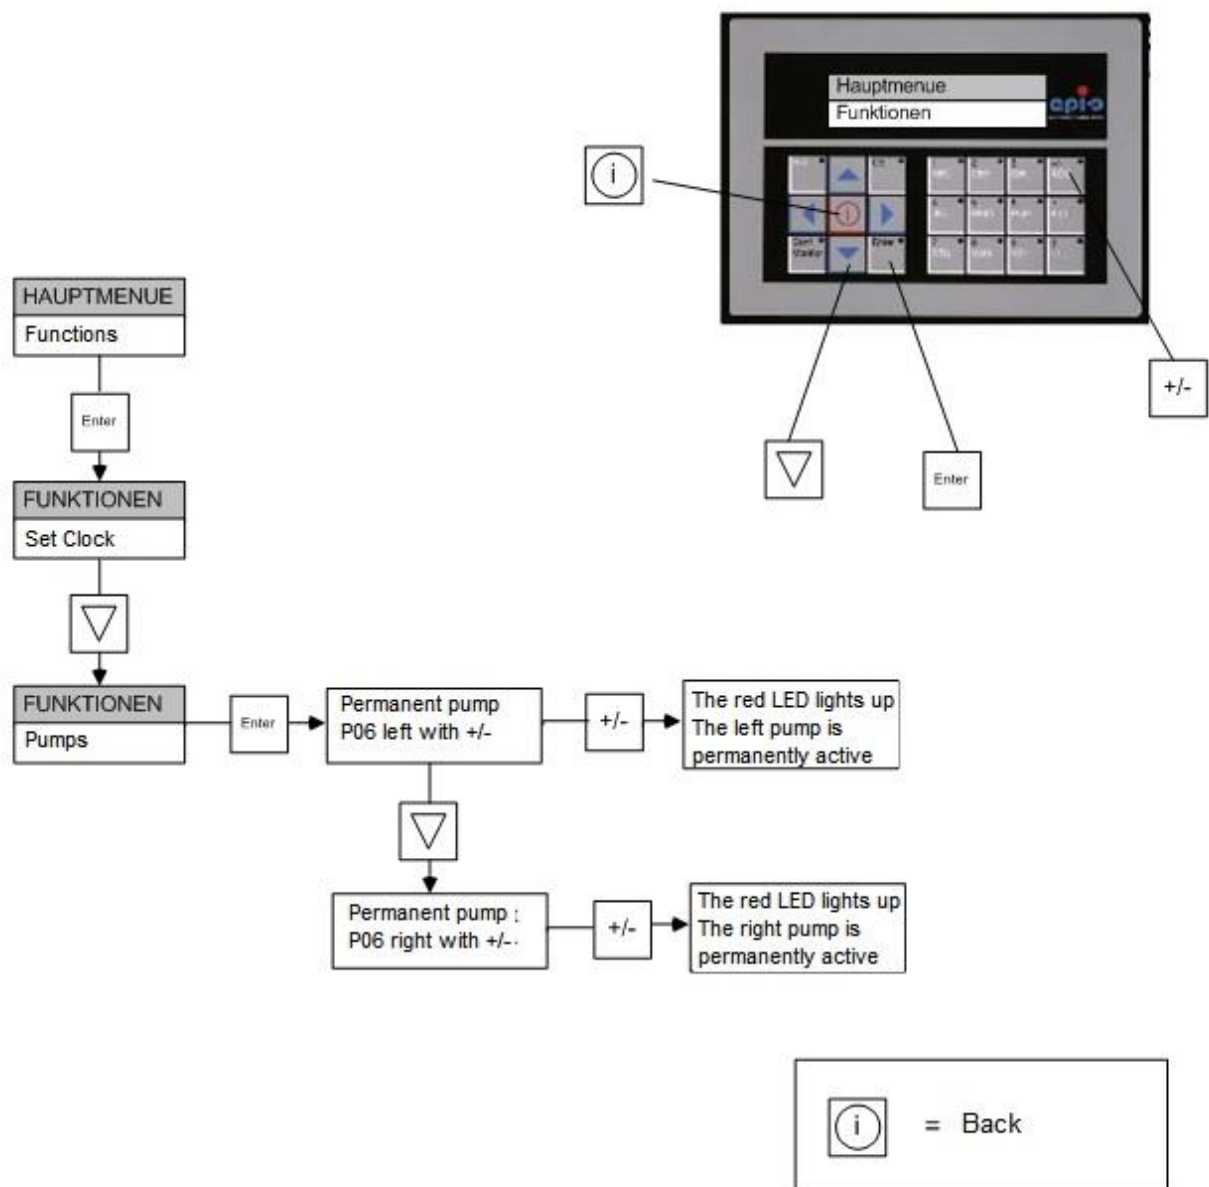 Hauptmenue
Funktionen
i
+/-
Enter
HAUPTMENUE
Functions
Enter
FUNKTIONEN
Set Clock
FUNKTIONEN
Pumps
Enter
Permanent pump
P06 left with +/-
+/-
The red LED lights up
The left pump is
permanently active
Permanent pump :
P06 right with +/-.
+/-
The red LED lights up
The right pump is
permanently active
i = Back